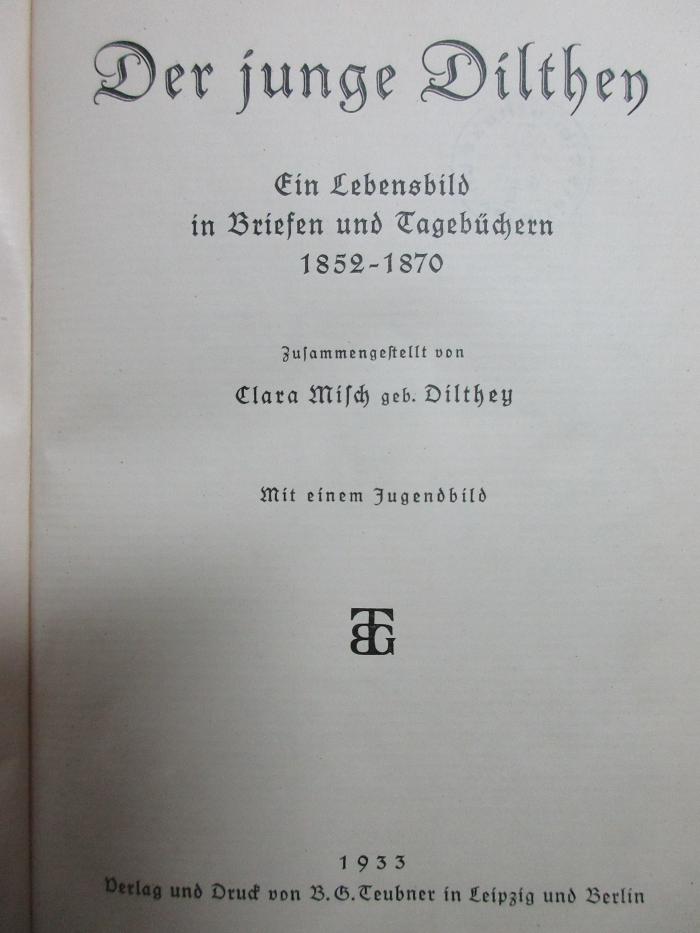 Der junge Dilthey
Ein Lebensbild
in Briefen und Tagebüchern
1852-1870
Zuſammengeſtellt von
Clara Miſch geb. Dilthey
Mit einem Jugendbild
BTG
1933
Verlag und Druck von B. G. Teubner in Leipzig und Berlin